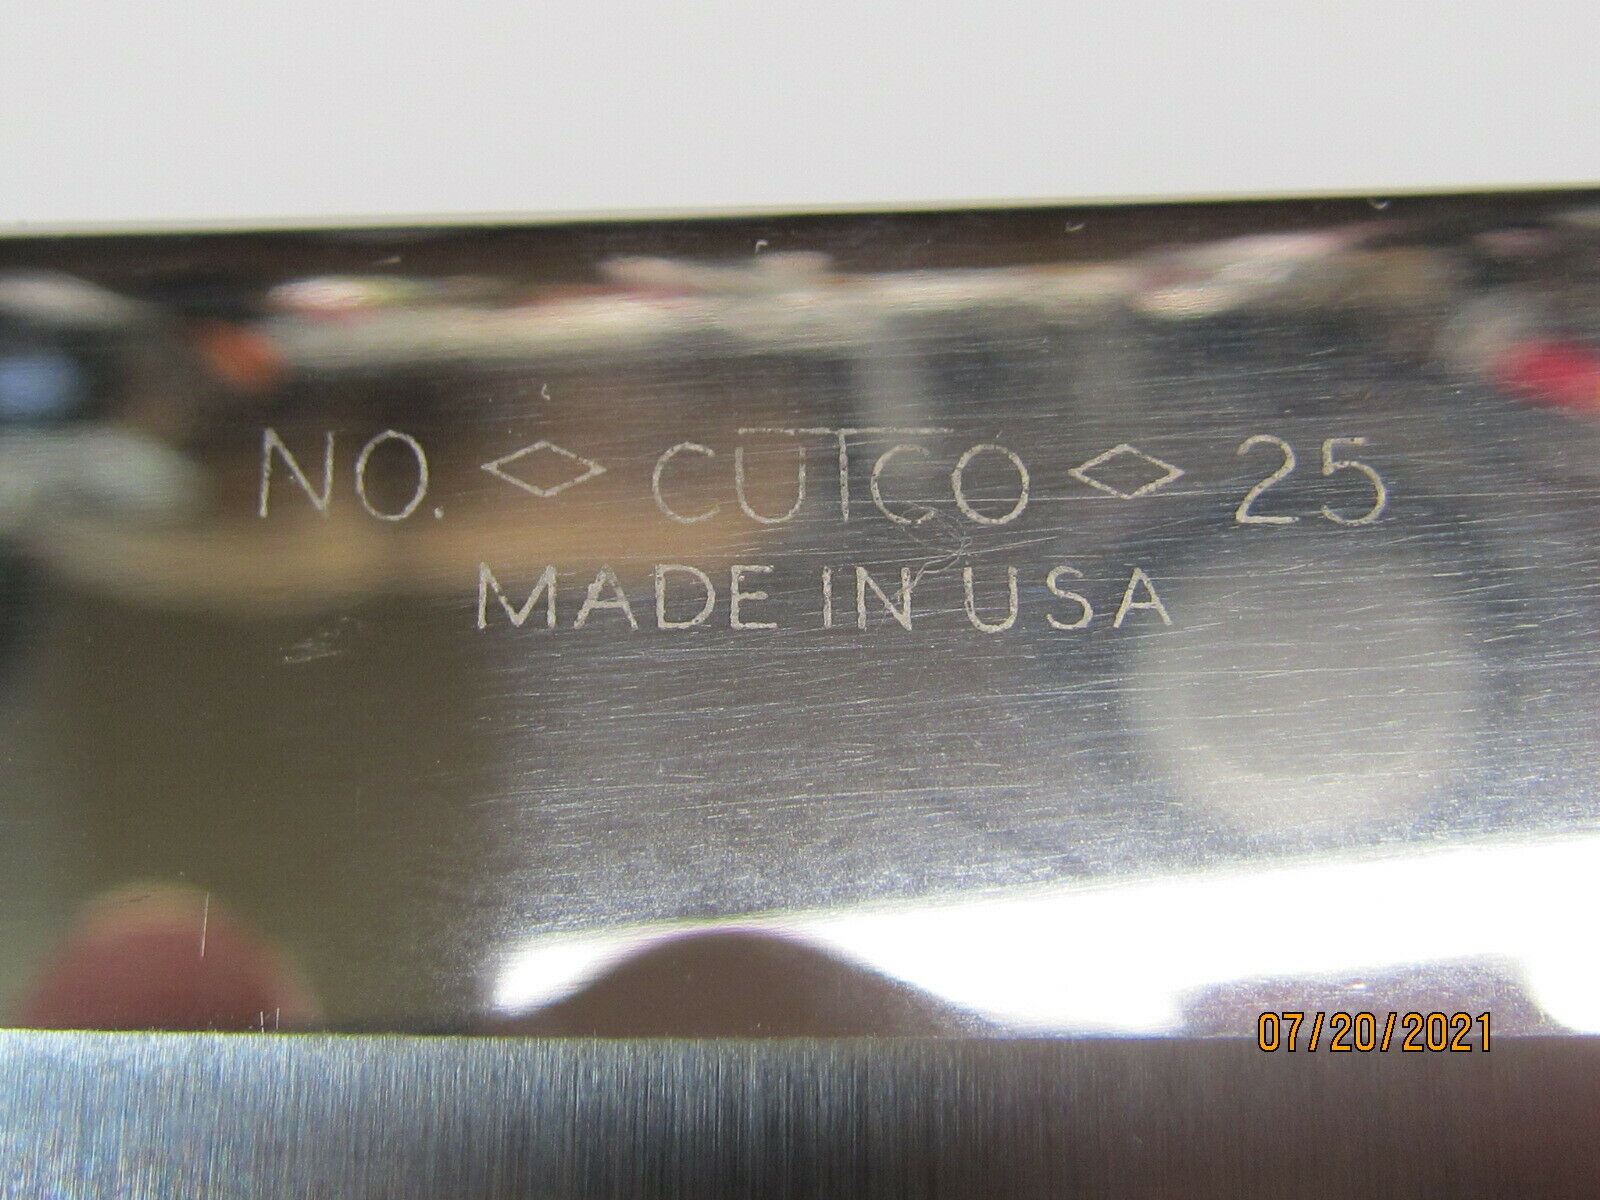 NO. ◇ CUTCO ◇ 25
MADE IN USA
07/20/2021